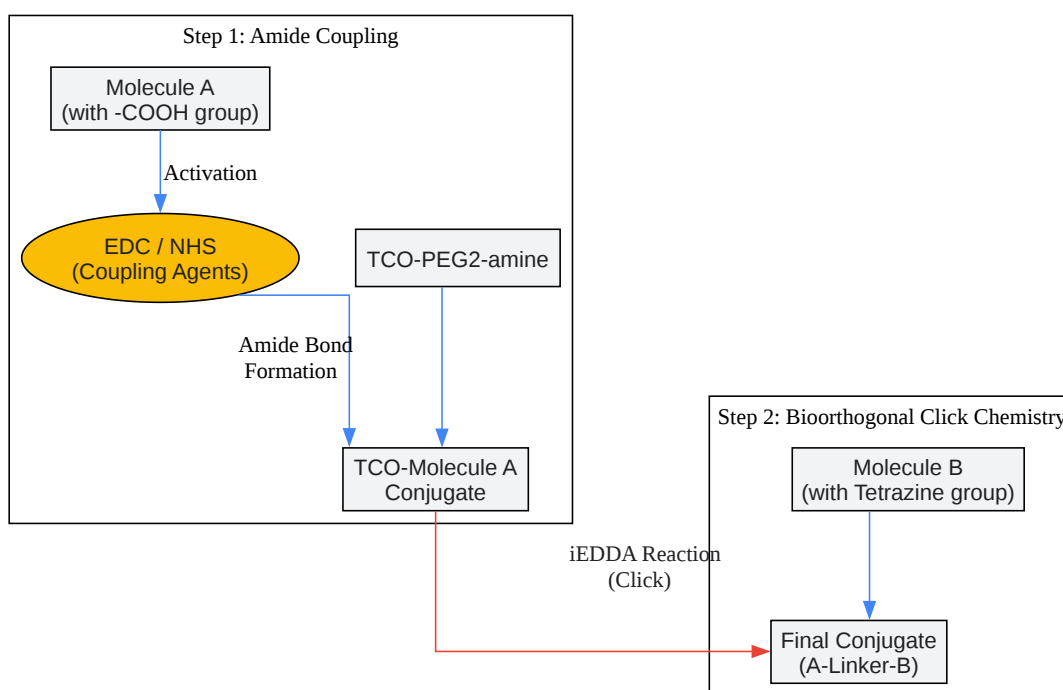 Step 1: Amide Coupling
Molecule A
(with -COOH group)
Activation
EDC / NHS
(Coupling Agents)
TCO-PEG2-amine
Amide Bond
Formation
TCO-Molecule A
Conjugate
Step 2: Bioorthogonal Click Chemistry
Molecule B
(with Tetrazine group)
iEDDA Reaction
(Click)
Final Conjugate
(A-Linker-B)